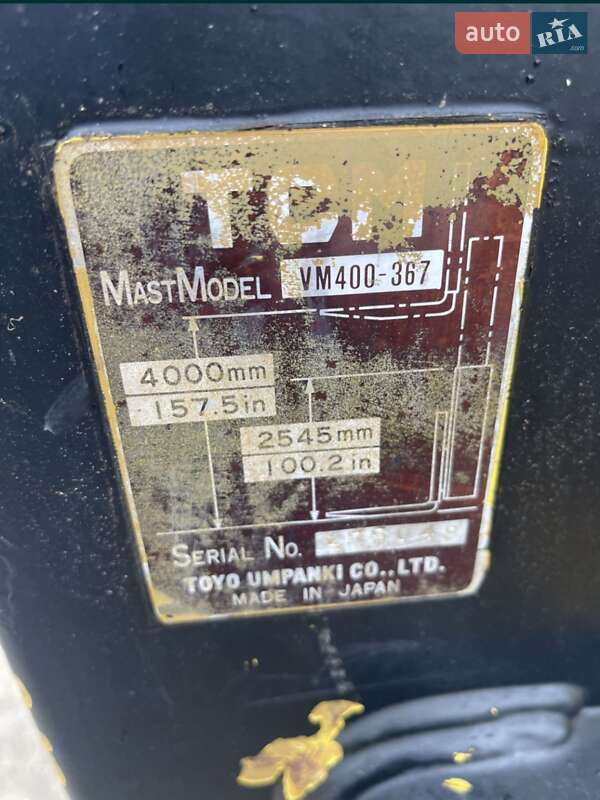 auto RIA .com
TCM
MAST MODEL VM400-367
4000mm
157.5in
2545mm
100.2in
SERIAL No.
TOYO UMPANKI CO.,LTD.
MADE IN JAPAN